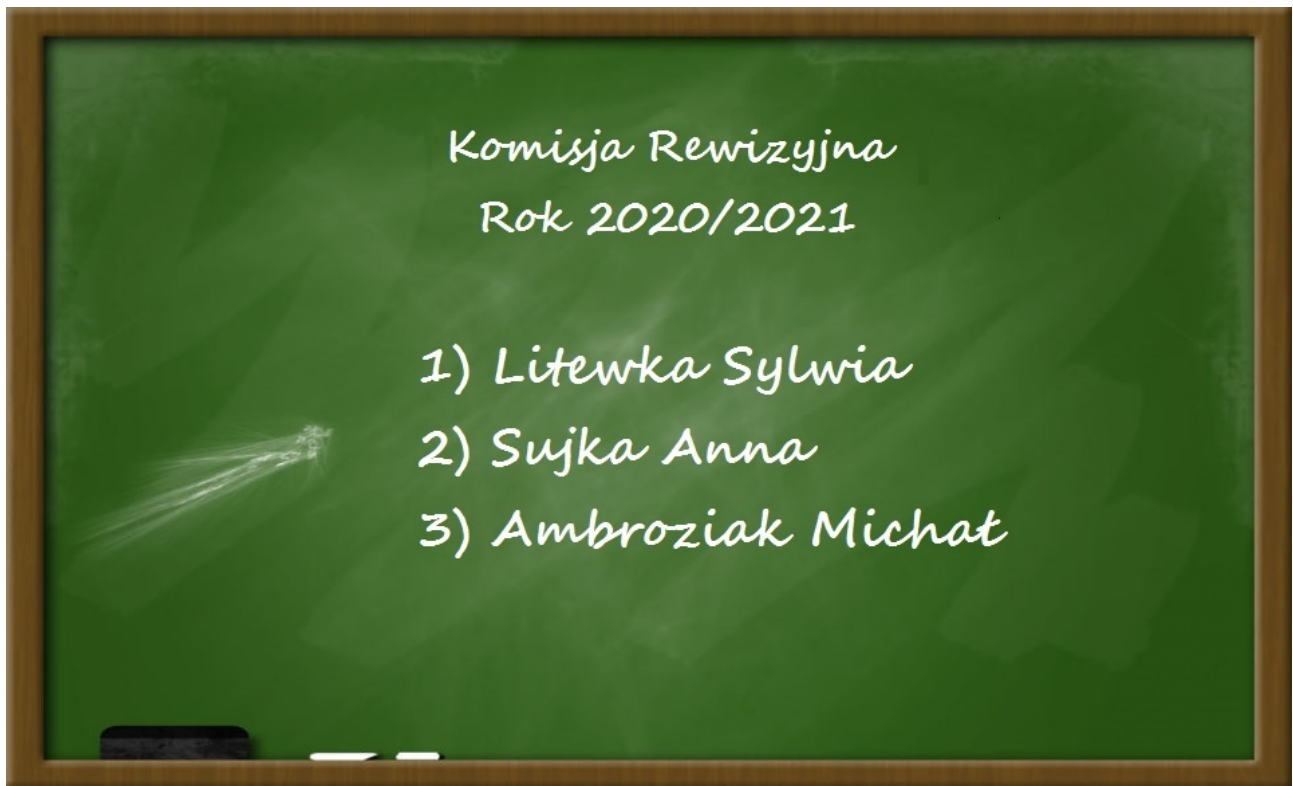 Komisja Rewizyjna
Rok 2020/2021
1) Litewka Sylwia
2) Sujka Anna
3) Ambroziak Michał